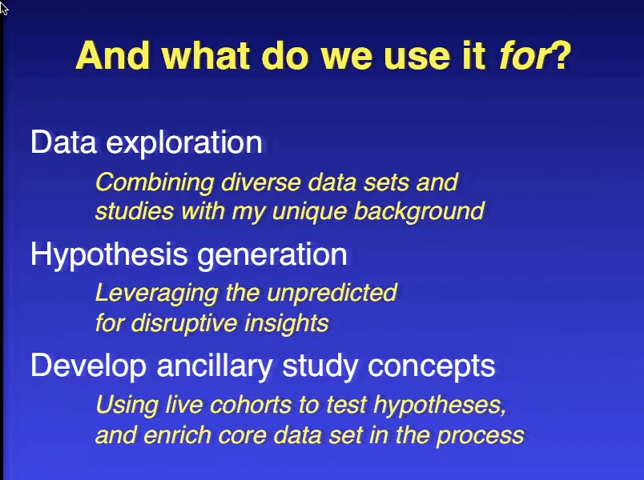 And what do we use it for?
Data exploration
Combining diverse data sets and
studies with my unique background
Hypothesis generation
Leveraging the unpredicted
for disruptive insights
Develop ancillary study concepts
Using live cohorts to test hypotheses,
and enrich core data set in the process